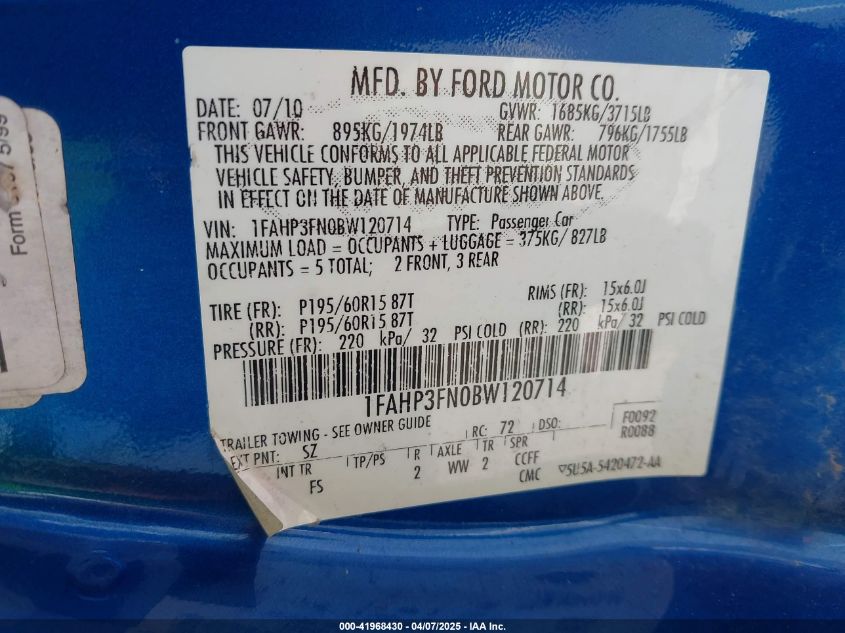 MFD. BY FORD MOTOR CO.
DATE: 07/10 GVWR: 1685KG/3715LB
FRONT GAWR: 895KG/1974LB REAR GAWR: 796KG/1755LB
THIS VEHICLE CONFORMS TO ALL APPLICABLE FEDERAL MOTOR
VEHICLE SAFETY, BUMPER, AND THEFT PREVENTION STANDARDS
IN EFFECT ON THE DATE OF MANUFACTURE SHOWN ABOVE.
VIN: 1FAHP3FN0BW120714 TYPE: Passenger Car
MAXIMUM LOAD = OCCUPANTS + LUGGAGE = 375KG/ 827LB
OCCUPANTS = 5 TOTAL; 2 FRONT, 3 REAR
TIRE (FR): P195/60R15 87T RIMS (FR): 15x6.0J
(RR): P195/60R15 87T (RR): 15x6.0J
PRESSURE (FR): 220 kPa/ 32 PSI COLD (RR): 220 kPa/ 32 PSI COLD
1FAHP3FN0BW120714
TRAILER TOWING - SEE OWNER GUIDE RC: 72 DSO: F0092
R0088
EXT PNT: SZ
INT TR TP/PS R AXLE TR SPR
FS 2 WW 2 CCFF
CMC ▽5U5A-5420472-AA
Form
5/99
000-41968430 - 04/07/2025 - IAA Inc.